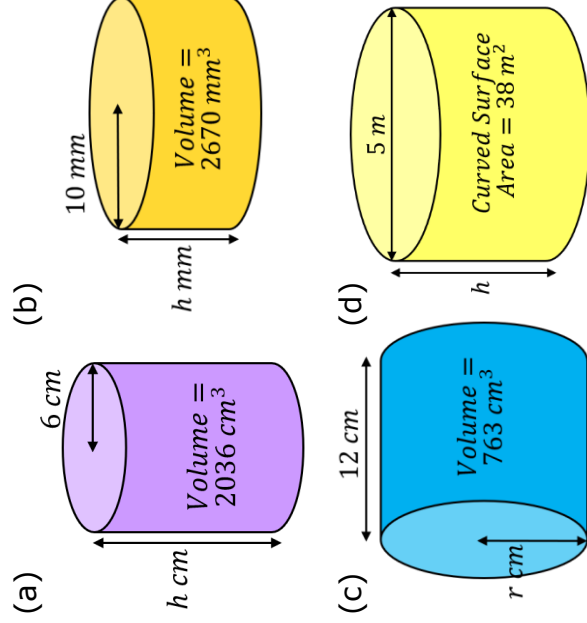 (a)
6 cm
h cm
Volume =
2036 cm³
(b)
10 mm
h mm
Volume =
2670 mm³
(c)
12 cm
r cm
Volume =
763 cm³
(d)
5 m
h
Curved Surface
Area = 38 m²